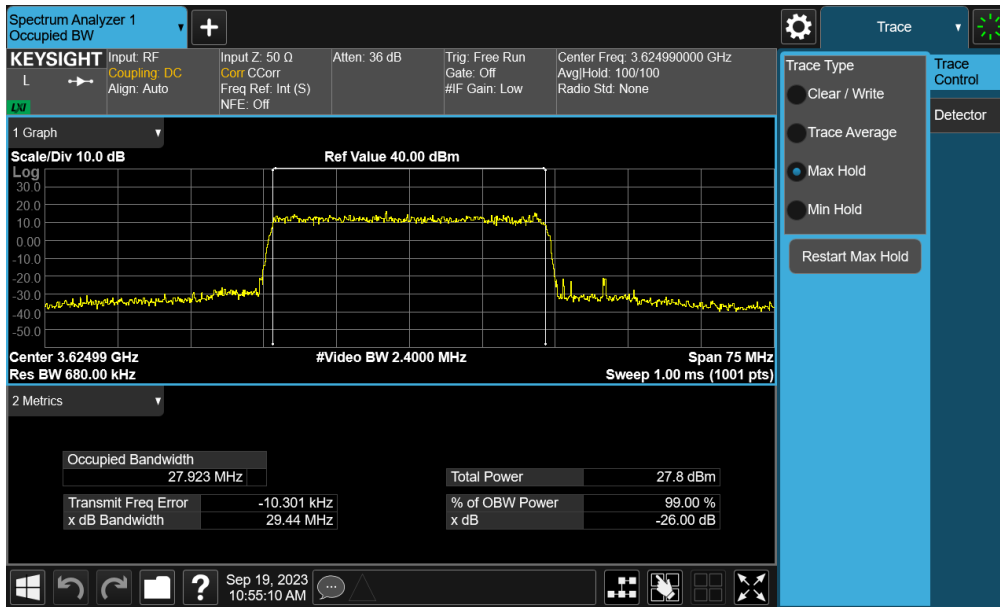 Spectrum Analyzer 1
Occupied BW
+
Trace
KEYSIGHT
L
LXI
Input: RF
Coupling: DC
Align: Auto
Input Z: 50 Ω
Corr CCorr
Freq Ref: Int (S)
NFE: Off
Atten: 36 dB
Trig: Free Run
Gate: Off
#IF Gain: Low
Center Freq: 3.624990000 GHz
Avg|Hold: 100/100
Radio Std: None
Trace Type
Clear / Write
Trace Average
Max Hold
Min Hold
Restart Max Hold
Trace
Control
Detector
1 Graph
Scale/Div 10.0 dB
Ref Value 40.00 dBm
Log
30.0
20.0
10.0
0.00
-10.0
-20.0
-30.0
-40.0
-50.0
Center 3.62499 GHz
#Video BW 2.4000 MHz
Span 75 MHz
Res BW 680.00 kHz
Sweep 1.00 ms (1001 pts)
2 Metrics
Occupied Bandwidth
27.923 MHz
Total Power 27.8 dBm
Transmit Freq Error -10.301 kHz
% of OBW Power 99.00 %
x dB Bandwidth 29.44 MHz
x dB -26.00 dB
?
Sep 19, 2023
10:55:10 AM